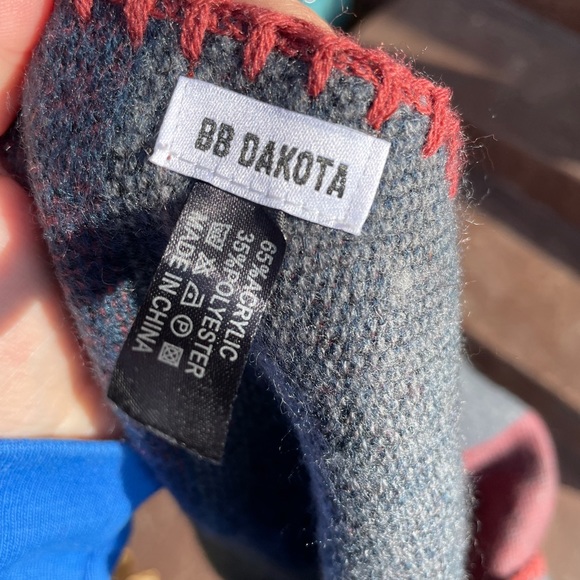 BB DAKOTA
65%ACRYLIC
35%POLYESTER
MADE IN CHINA